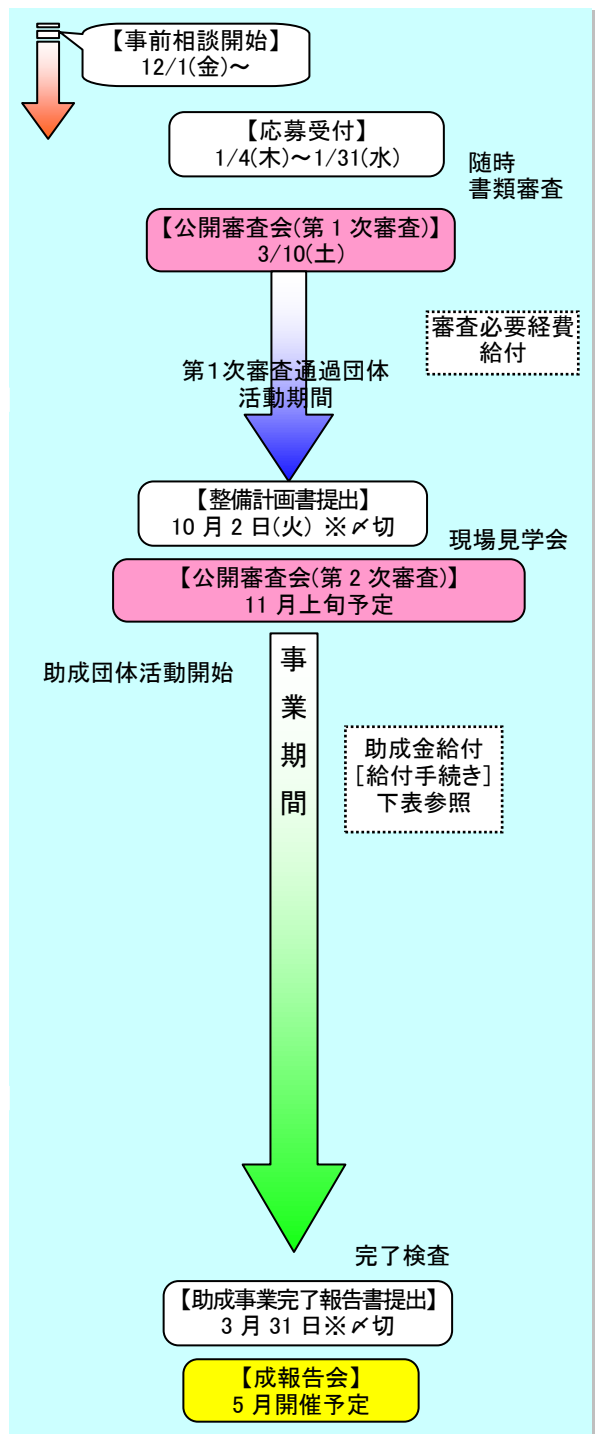 【事前相談開始】
12/1(金)~
【応募受付】
1/4(木)~1/31(水)
随時
書類審査
【公開審査会(第1次審査)】
3/10(土)
審査必要経費
給付
第1次審査通過団体
活動期間
【整備計画書提出】
10月2日(火) ※〆切
現場見学会
【公開審査会(第2次審査)】
11月上旬予定
助成団体活動開始
事業期間
助成金給付
[給付手続き]
下表参照
完了検査
【助成事業完了報告書提出】
3月31日※〆切
【成報告会】
5月開催予定